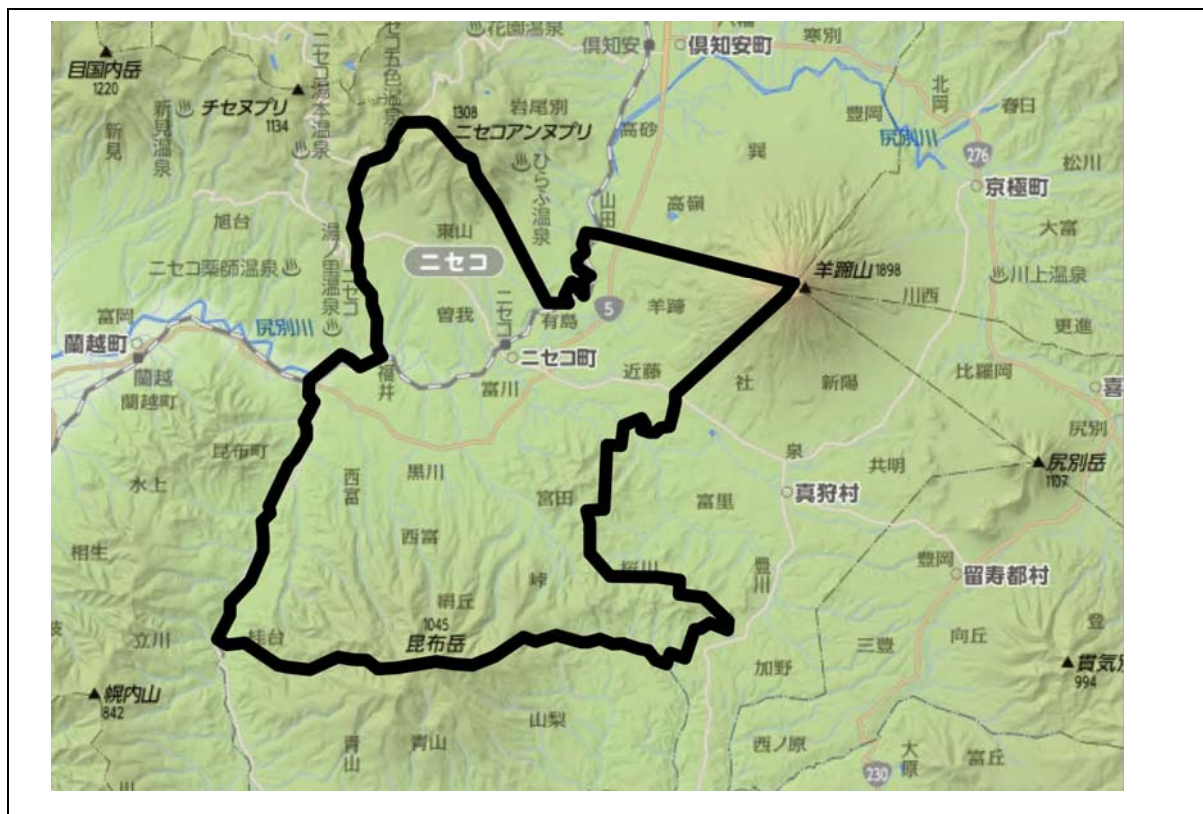 花園温泉
倶知安
倶知安町
寒別
目国内岳
1220
チセヌプリ
1134
新見
新見温泉
ニセコ湯本温泉
セコ五色温泉
1308
ニセコアンヌプリ
岩尾別
ひらふ温泉
高砂
山田
巽
高嶺
豊岡
北岡
尻別川
春日
276
松川
京極町
大富
川上温泉
旭台
ニセコ薬師温泉
ニセコ
湯ノ里温泉
東山
ニセコ
曽我
ニセコ
有島
5
羊蹄
羊蹄山1898
川西
更進
富岡
蘭越町
尻別川
蘭越
蘭越町
福井
ニセコ町
富川
近藤
社
新陽
比羅岡
喜
尻別
昆布町
水上
西富
黒川
宮田
富里
泉
共明
尻別岳
1107
真狩村
相生
西富
桜川
豊川
豊岡
留寿都村
峠
絹丘
1045
昆布岳
立川
桂台
加野
三豊
向丘
登
貫気別
994
幌内山
842
山梨
青山
青山
西ノ原
大原
富丘
230
川